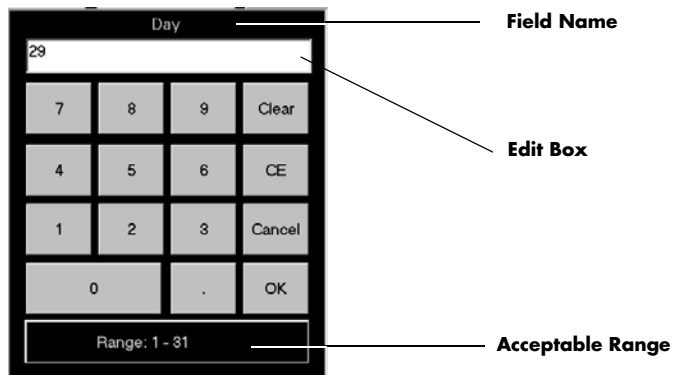 Day
Field Name
29
7 8 9 Clear
Edit Box
4 5 6 CE
1 2 3 Cancel
0 . OK
Range: 1 - 31
Acceptable Range